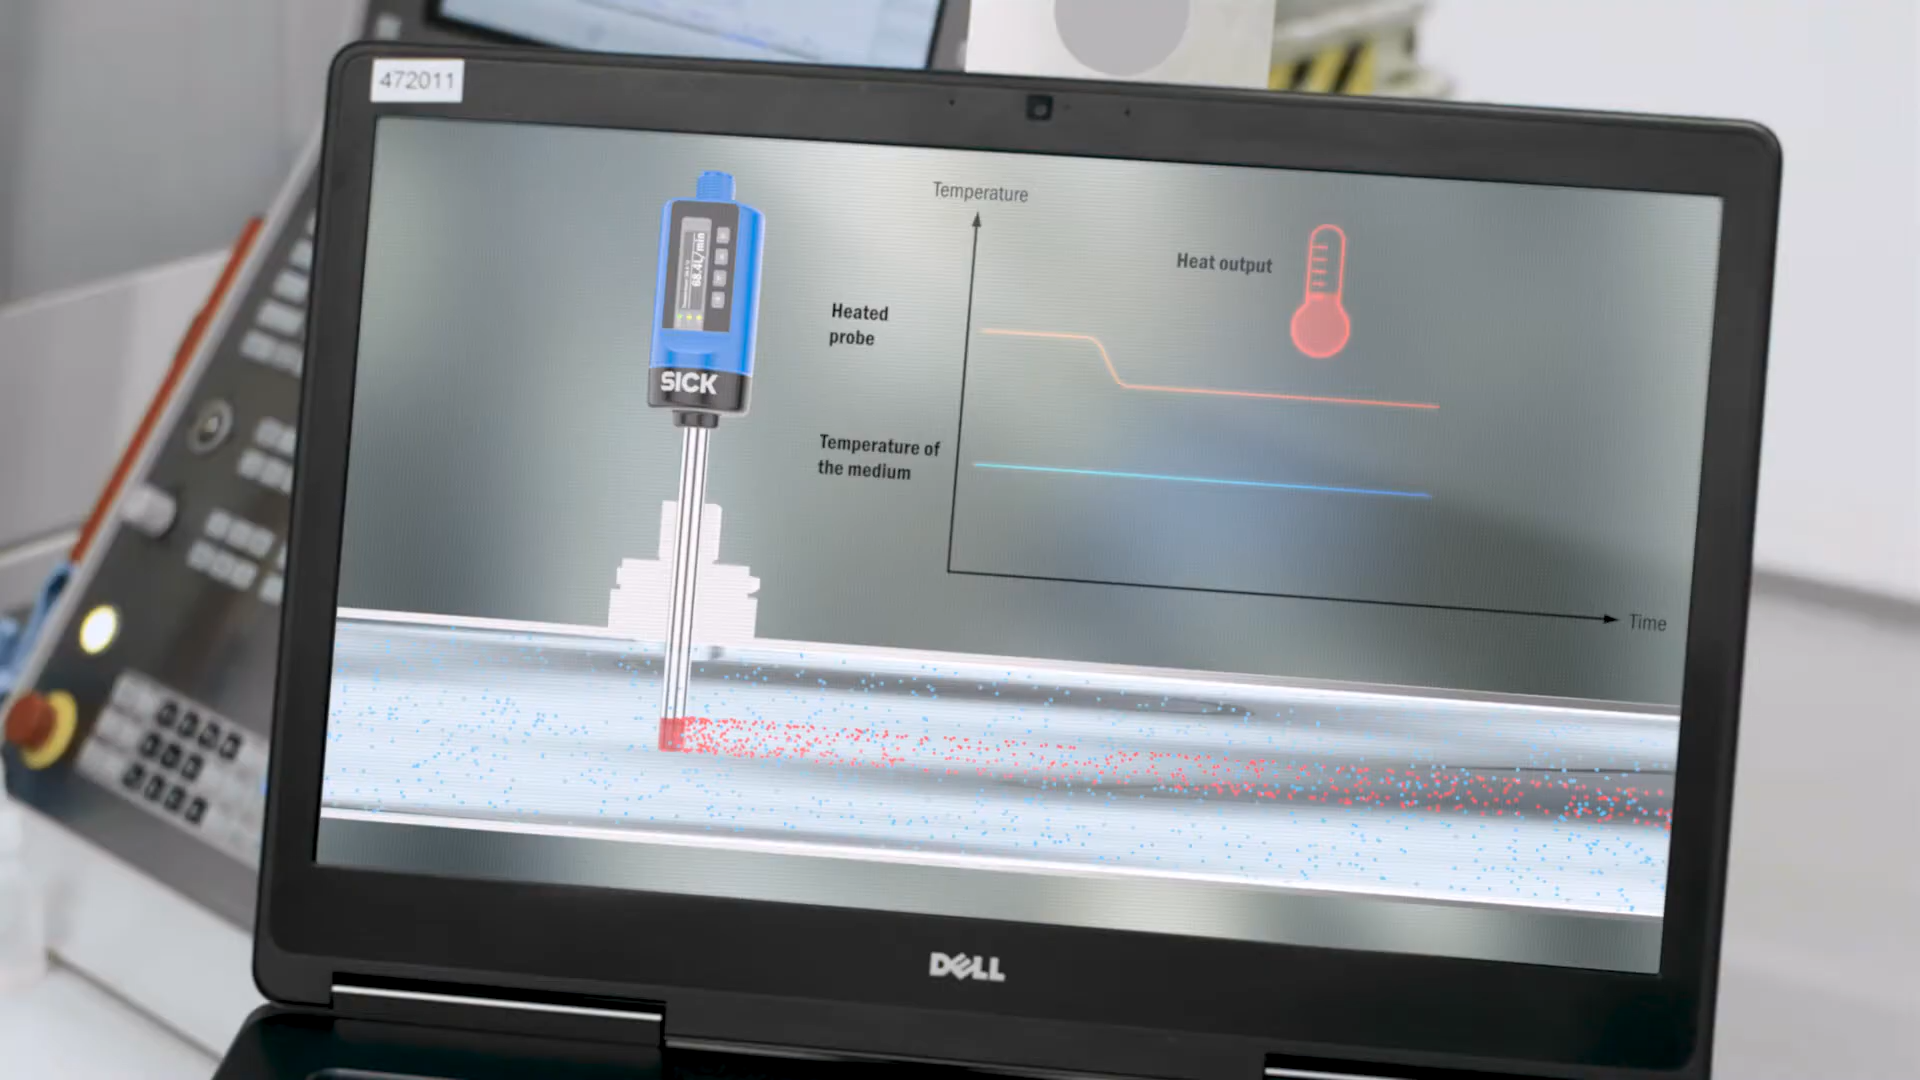 472011
Temperature
Heat output
68.4L/min
Heated
probe
SICK
Temperature of
the medium
Time
DELL